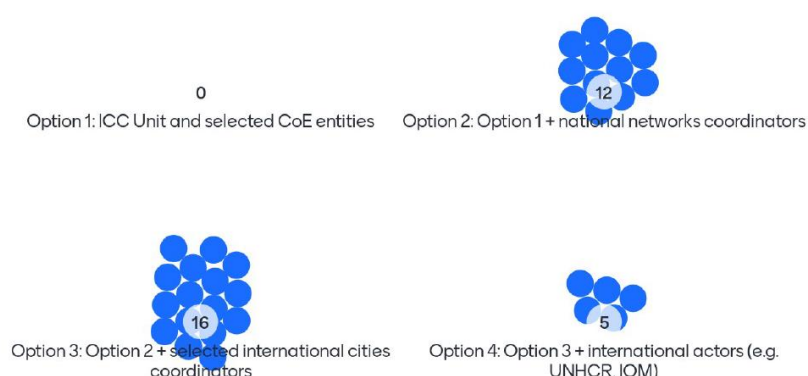 0
Option 1: ICC Unit and selected CoE entities
12
Option 2: Option 1 + national networks coordinators
16
Option 3: Option 2 + selected international cities
coordinators
5
Option 4: Option 3 + international actors (e.g.
UNHCR, IOM)